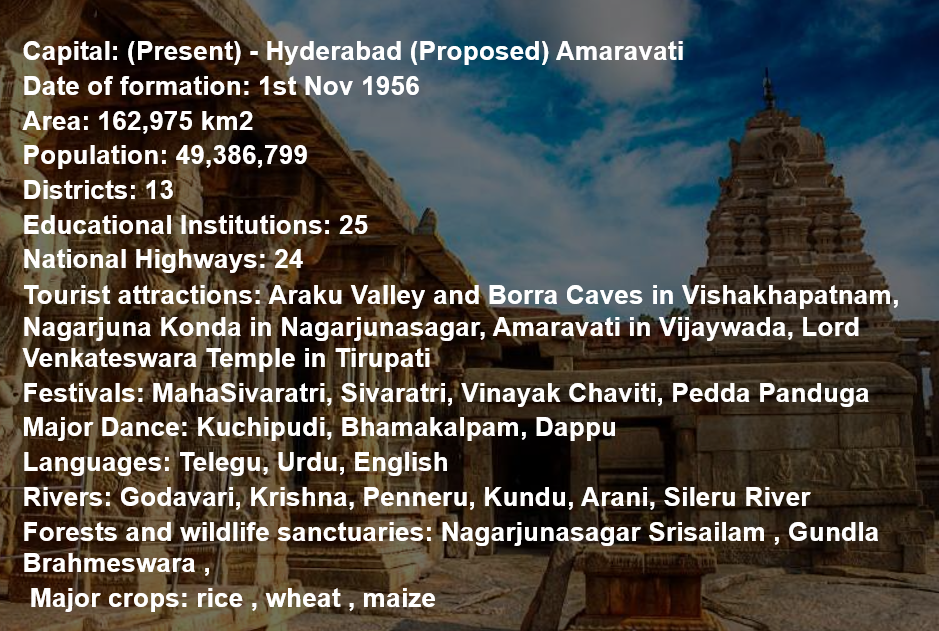 Capital: (Present) - Hyderabad (Proposed) Amaravati
Date of formation: 1st Nov 1956
Area: 162,975 km2
Population: 49,386,799
Districts: 13
Educational Institutions: 25
National Highways: 24
Tourist attractions: Araku Valley and Borra Caves in Vishakhapatnam,
Nagarjuna Konda in Nagarjunasagar, Amaravati in Vijaywada, Lord
Venkateswara Temple in Tirupati
Festivals: MahaSivaratri, Sivaratri, Vinayak Chaviti, Pedda Panduga
Major Dance: Kuchipudi, Bhamakalpam, Dappu
Languages: Telegu, Urdu, English
Rivers: Godavari, Krishna, Penneru, Kundu, Arani, Sileru River
Forests and wildlife sanctuaries: Nagarjunasagar Srisailam , Gundla
Brahmeswara ,
Major crops: rice , wheat , maize